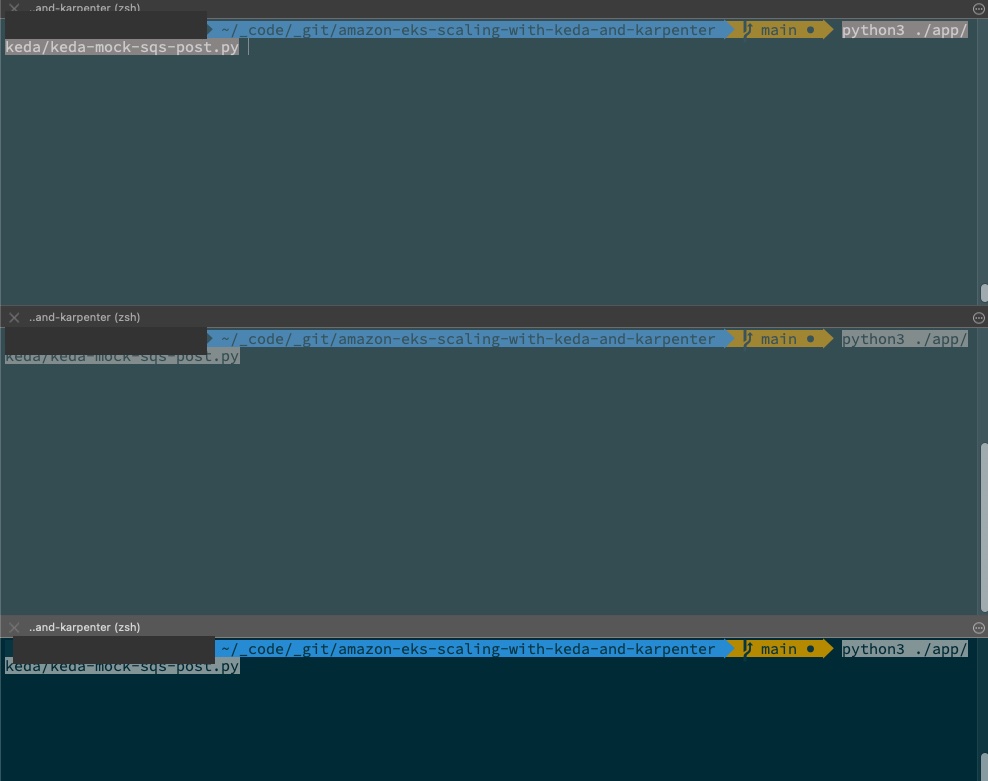 ..and-karpenter (zsh)
~/_code/_git/amazon-eks-scaling-with-keda-and-karpenter main ● python3 ./app/
keda/keda-mock-sqs-post.py
..and-karpenter (zsh)
~/_code/_git/amazon-eks-scaling-with-keda-and-karpenter main ● python3 ./app/
keda/keda-mock-sqs-post.py
..and-karpenter (zsh)
~/_code/_git/amazon-eks-scaling-with-keda-and-karpenter main ● python3 ./app/
keda/keda-mock-sqs-post.py